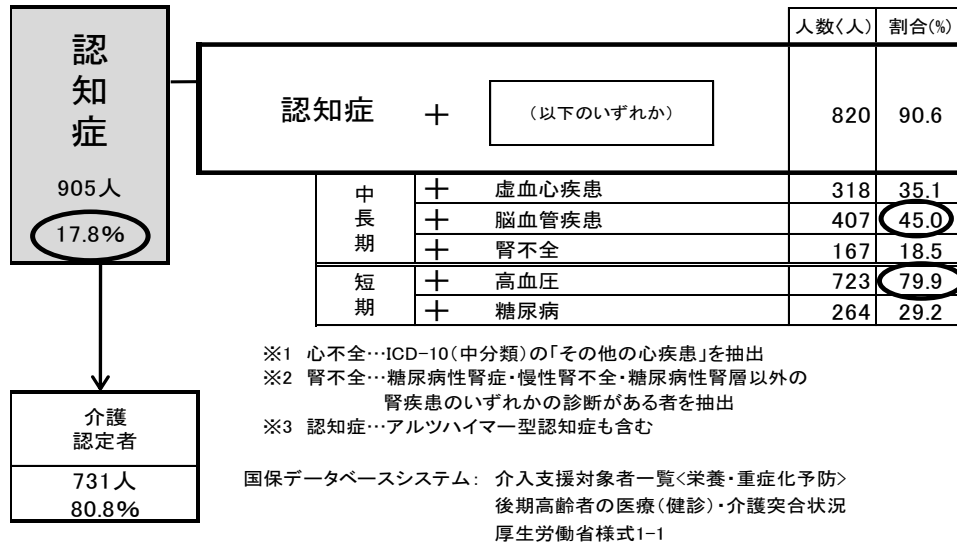 人数〈人〉 割合(%)
認知症
905人
17.8%
認知症 ＋ （以下のいずれか） 820 90.6
中長期
＋ 虚血心疾患 318 35.1
＋ 脳血管疾患 407 45.0
＋ 腎不全 167 18.5
短期
＋ 高血圧 723 79.9
＋ 糖尿病 264 29.2
※1 心不全…ICD-10（中分類）の「その他の心疾患」を抽出
※2 腎不全…糖尿病性腎症・慢性腎不全・糖尿病性腎層以外の
腎疾患のいずれかの診断がある者を抽出
※3 認知症…アルツハイマー型認知症も含む
介護
認定者
731人
80.8%
国保データベースシステム： 介入支援対象者一覧<栄養・重症化予防>
後期高齢者の医療（健診）・介護突合状況
厚生労働省様式1-1